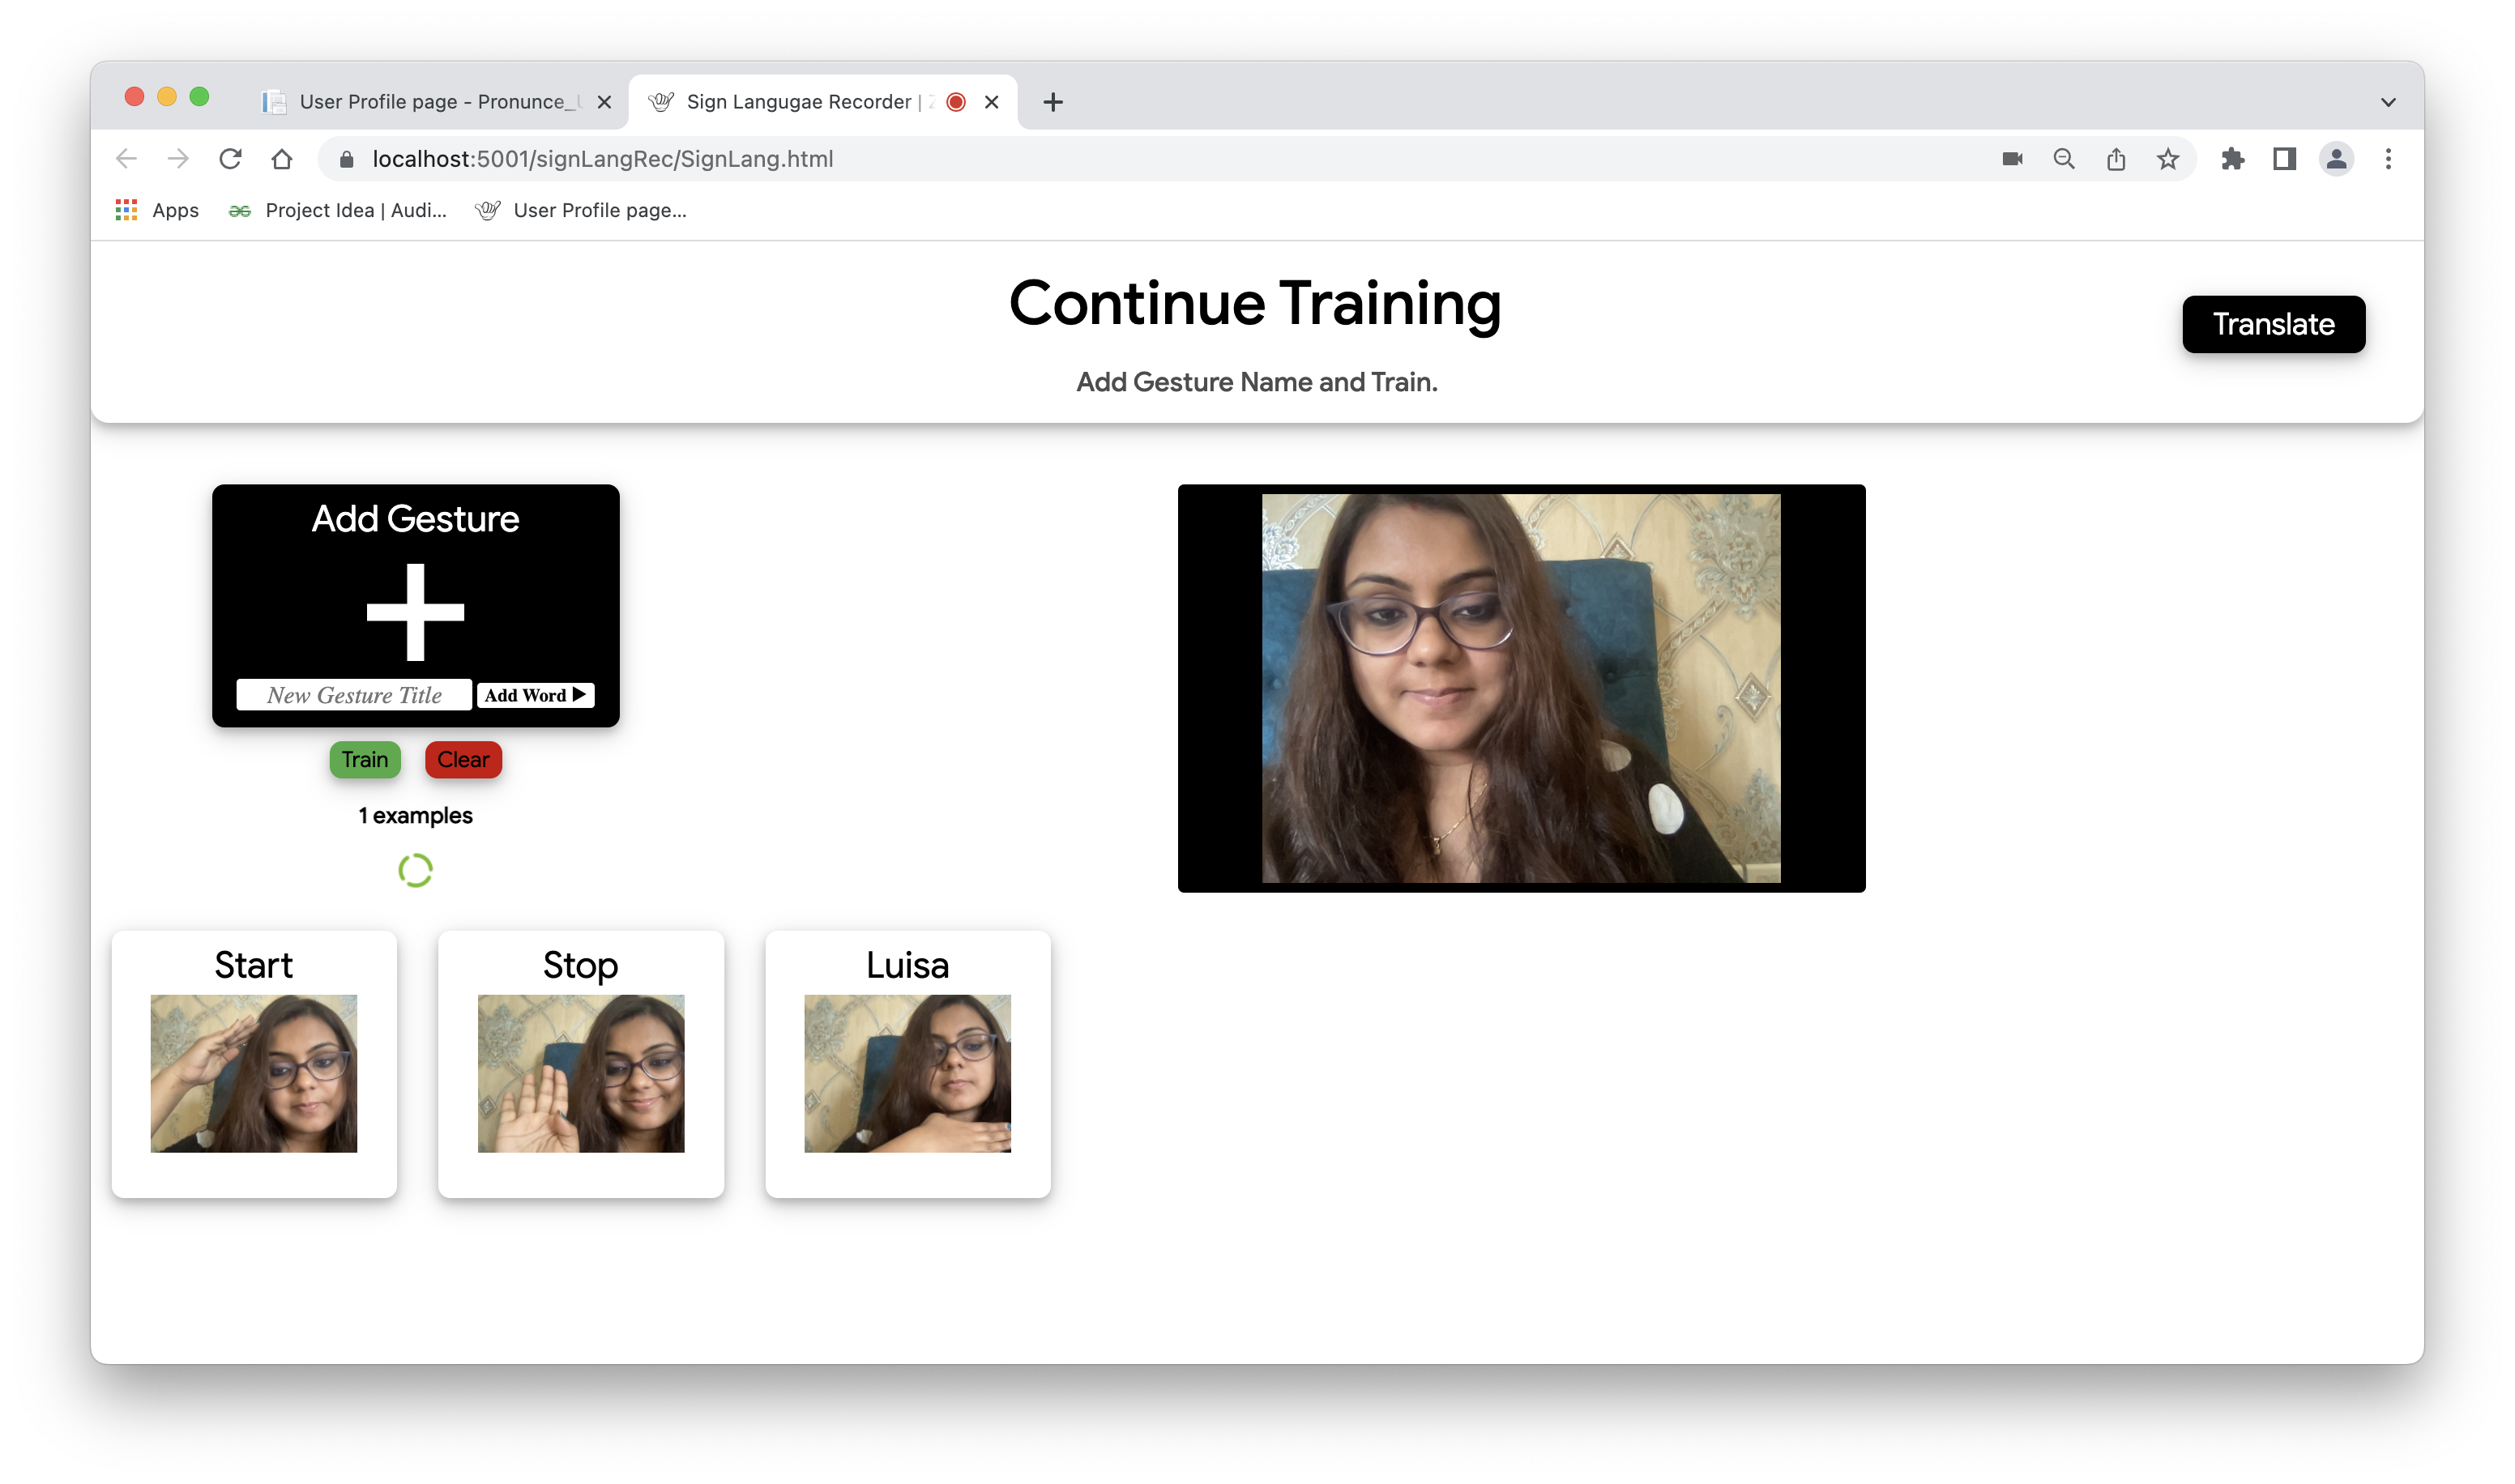 User Profile page - Pronunce_
Sign Langugae Recorder |
localhost:5001/signLangRec/SignLang.html
Apps
Project Idea | Audi...
User Profile page...
Continue Training
Translate
Add Gesture Name and Train.
Add Gesture
New Gesture Title
Add Word ▶
Train
Clear
1 examples
Start
Stop
Luisa